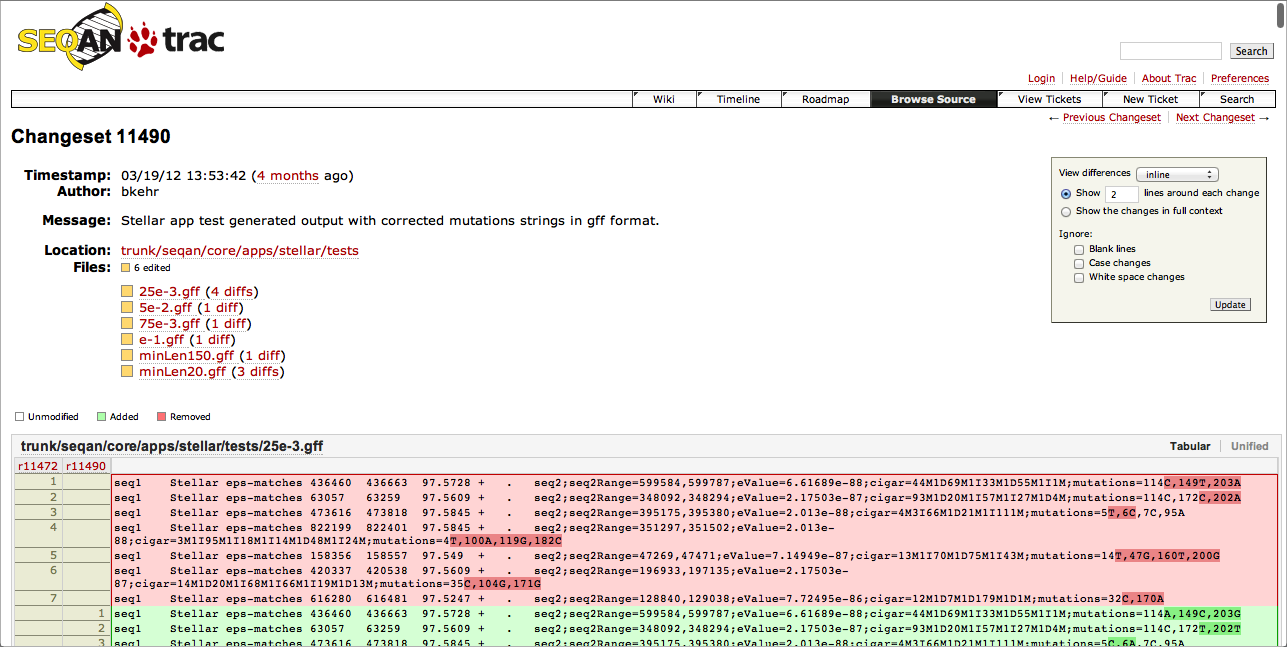 SEQAN trac
Search
Login Help/Guide About Trac Preferences
Wiki Timeline Roadmap Browse Source View Tickets New Ticket Search
← Previous Changeset Next Changeset →
Changeset 11490
Timestamp: 03/19/12 13:53:42 (4 months ago)
Author: bkehr
Message: Stellar app test generated output with corrected mutations strings in gff format.
Location: trunk/seqan/core/apps/stellar/tests
Files: 6 edited
25e-3.gff (4 diffs)
5e-2.gff (1 diff)
75e-3.gff (1 diff)
e-1.gff (1 diff)
minLen150.gff (1 diff)
minLen20.gff (3 diffs)
View differences inline
Show 2 lines around each change
Show the changes in full context
Ignore:
Blank lines
Case changes
White space changes
Update
Unmodified Added Removed
trunk/seqan/core/apps/stellar/tests/25e-3.gff Tabular Unified
r11472 r11490
1 seq1 Stellar eps-matches 436460 436663 97.5728 + . seq2;seq2Range=599584,599787;eValue=6.61689e-88;cigar=44M1D69M1I33M1D55M1I1M;mutations=114C,149T,203A
2 seq1 Stellar eps-matches 63057 63259 97.5609 + . seq2;seq2Range=348092,348294;eValue=2.17503e-87;cigar=93M1D20M1I57M1I27M1D4M;mutations=114C,172C,202A
3 seq1 Stellar eps-matches 473616 473818 97.5845 + . seq2;seq2Range=395175,395380;eValue=2.013e-88;cigar=4M3I66M1D21M1I111M;mutations=5T,6C,7C,95A
4 seq1 Stellar eps-matches 822199 822401 97.5845 + . seq2;seq2Range=351297,351502;eValue=2.013e-
88;cigar=3M1I95M1I18M1I14M1D48M1I24M;mutations=4T,100A,119G,182C
5 seq1 Stellar eps-matches 158356 158557 97.549 + . seq2;seq2Range=47269,47471;eValue=7.14949e-87;cigar=13M1I70M1D75M1I43M;mutations=14T,47G,160T,200G
6 seq1 Stellar eps-matches 420337 420538 97.5609 + . seq2;seq2Range=196933,197135;eValue=2.17503e-
87;cigar=14M1D20M1I68M1I66M1I19M1D13M;mutations=35C,104G,171G
7 seq1 Stellar eps-matches 616280 616481 97.5247 + . seq2;seq2Range=128840,129038;eValue=7.72495e-86;cigar=12M1D7M1D179M1D1M;mutations=32C,170A
1 seq1 Stellar eps-matches 436460 436663 97.5728 + . seq2;seq2Range=599584,599787;eValue=6.61689e-88;cigar=44M1D69M1I33M1D55M1I1M;mutations=114A,149C,203G
2 seq1 Stellar eps-matches 63057 63259 97.5609 + . seq2;seq2Range=348092,348294;eValue=2.17503e-87;cigar=93M1D20M1I57M1I27M1D4M;mutations=114C,172T,202T
3 seq1 Stellar eps-matches 473616 473818 97.5845 + . seq2;seq2Range=395175,395380;eValue=2.013e-88;cigar=4M3I66M1D21M1I111M;mutations=5C,6A,7C,95A